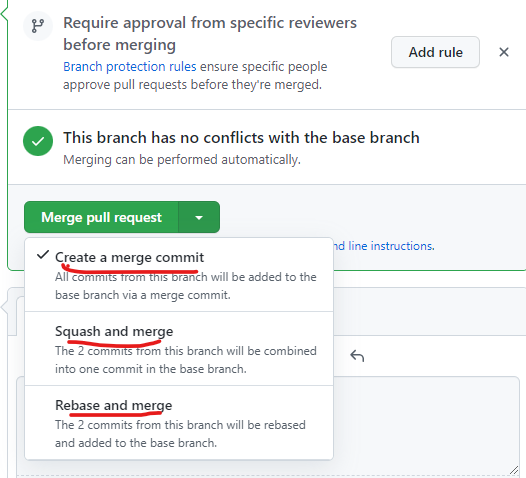 Require approval from specific reviewers
before merging
Branch protection rules ensure specific people
approve pull requests before they're merged.
Add rule
This branch has no conflicts with the base branch
Merging can be performed automatically.
Merge pull request
nd line instructions.
Create a merge commit
All commits from this branch will be added to the
base branch via a merge commit.
Squash and merge
The 2 commits from this branch will be combined
into one commit in the base branch.
Rebase and merge
The 2 commits from this branch will be rebased
and added to the base branch.